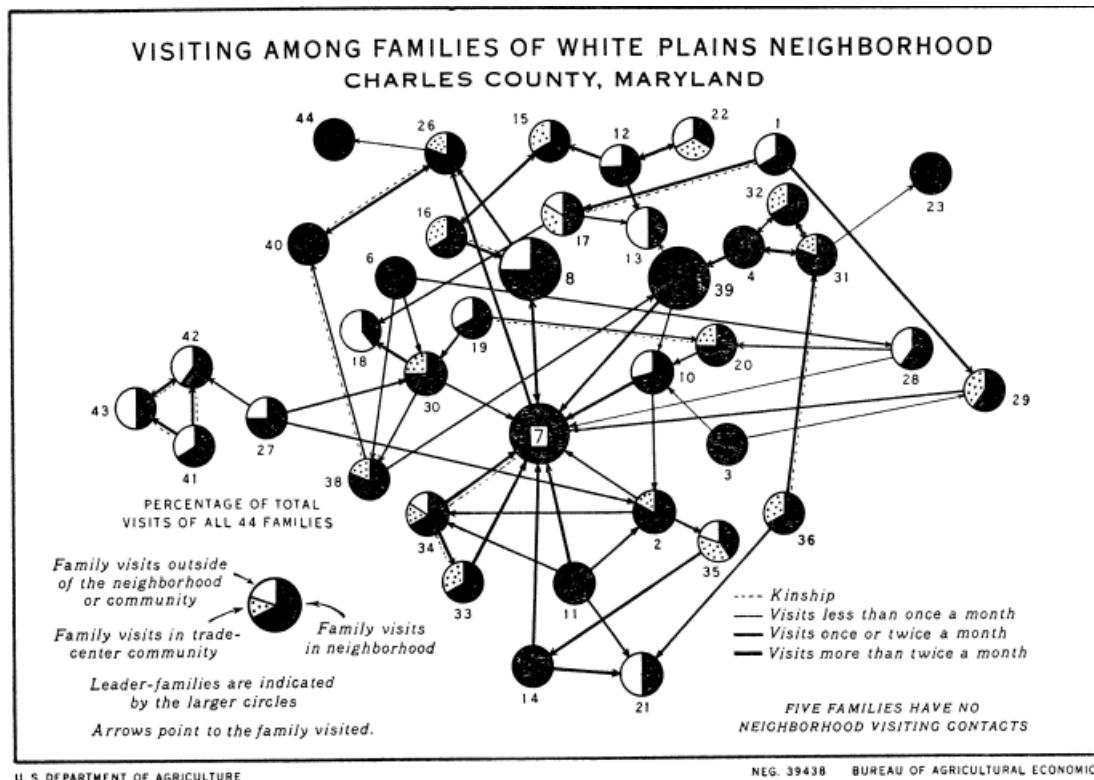 VISITING AMONG FAMILIES OF WHITE PLAINS NEIGHBORHOOD
CHARLES COUNTY, MARYLAND
44
26
15
12
22
1
32
23
16
17
13
4
31
40
6
8
39
42
18
19
20
28
43
30
10
29
7
41
27
38
3
PERCENTAGE OF TOTAL
VISITS OF ALL 44 FAMILIES
34
2
35
36
Family visits outside
of the neighborhood
or community
Family visits in trade-
center community
Family visits
in neighborhood
33
11
Kinship
Visits less than once a month
Visits once or twice a month
Visits more than twice a month
Leader-families are indicated
by the larger circles
14
21
Arrows point to the family visited.
FIVE FAMILIES HAVE NO
NEIGHBORHOOD VISITING CONTACTS
U. S. DEPARTMENT OF AGRICULTURE
NEG. 39438 BUREAU OF AGRICULTURAL ECONOMIC